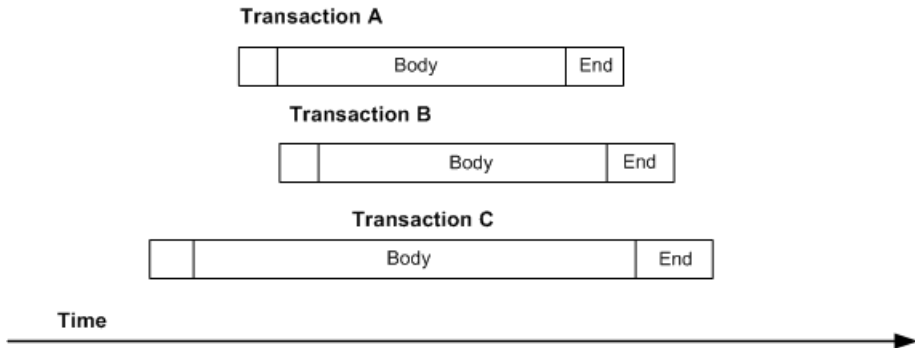 Transaction A
Body End
Transaction B
Body End
Transaction C
Body End
Time